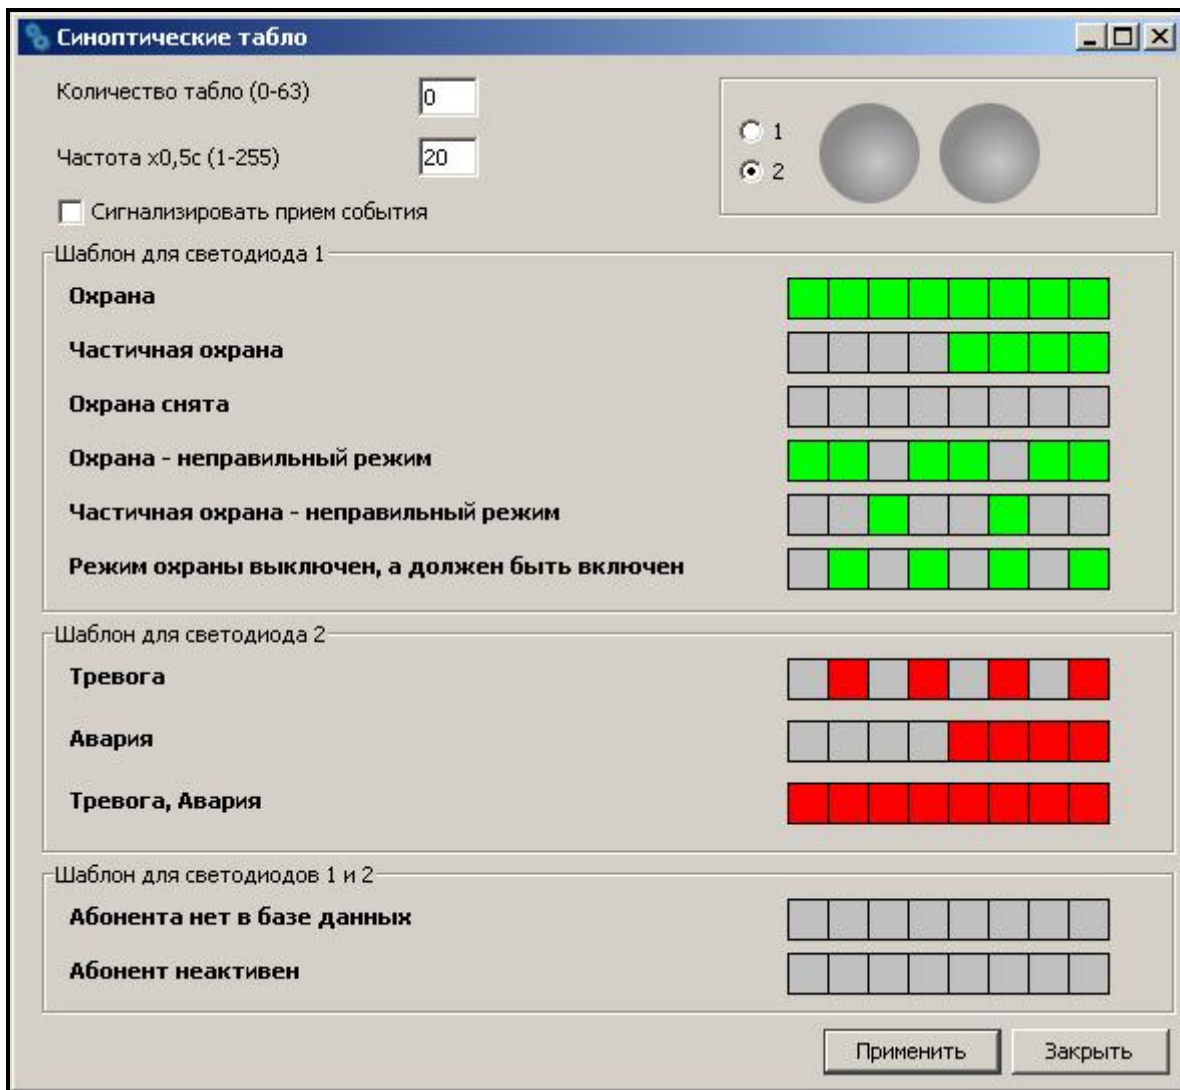 Синоптические табло
Количество табло (0-63) 0
Частота x0,5с (1-255) 20
Сигнализировать прием события
1
2
Шаблон для светодиода 1
Охрана
Частичная охрана
Охрана снята
Охрана - неправильный режим
Частичная охрана - неправильный режим
Режим охраны выключен, а должен быть включен
Шаблон для светодиода 2
Тревога
Авария
Тревога, Авария
Шаблон для светодиодов 1 и 2
Абонента нет в базе данных
Абонент неактивен
Применить Закрыть